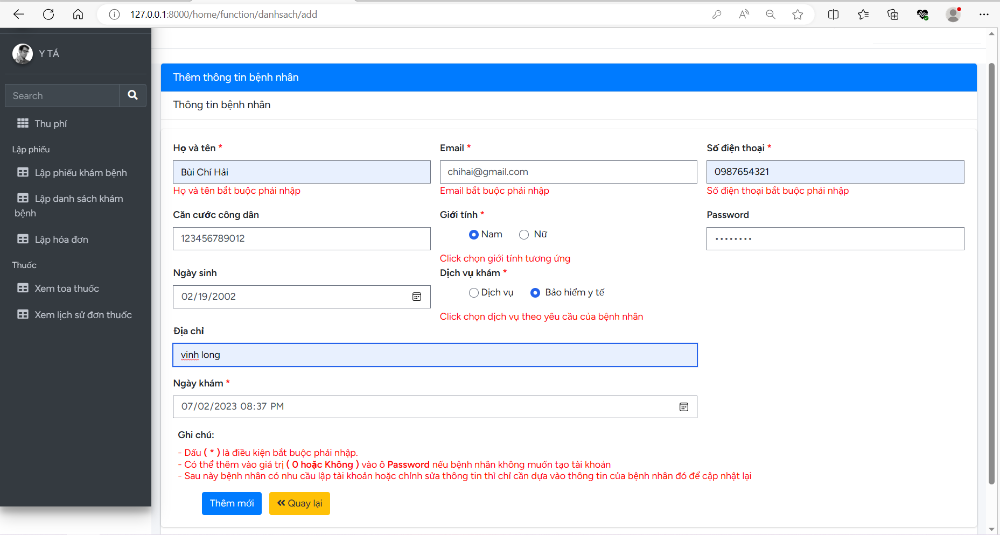 127.0.0.1:8000/home/function/danhsach/add
Y TÁ
Search
Thu phí
Lập phiếu
Lập phiếu khám bệnh
Lập danh sách khám
bệnh
Lập hóa đơn
Thuốc
Xem toa thuốc
Xem lịch sử đơn thuốc
Thêm thông tin bệnh nhân
Thông tin bệnh nhân
Họ và tên * Email * Số điện thoại *
Bùi Chí Hải chihai@gmail.com 0987654321
Họ và tên bắt buộc phải nhập Email bắt buộc phải nhập Số điện thoại bắt buộc phải nhập
Căn cước công dân Giới tính * Password
123456789012 Nam Nữ ••••••••
Click chọn giới tính tương ứng
Ngày sinh Dịch vụ khám *
02/19/2002 Dịch vụ Bảo hiểm y tế
Click chọn dịch vụ theo yêu cầu của bệnh nhân
Địa chỉ
vinh long
Ngày khám *
07/02/2023 08:37 PM
Ghi chú:
- Dấu ( * ) là điều kiện bắt buộc phải nhập.
- Có thể thêm vào giá trị ( 0 hoặc Không ) vào ô Password nếu bệnh nhân không muốn tạo tài khoản
- Sau này bệnh nhân có nhu cầu lập tài khoản hoặc chỉnh sửa thông tin thì chỉ cần dựa vào thông tin của bệnh nhân đó để cập nhật lại
Thêm mới Quay lại